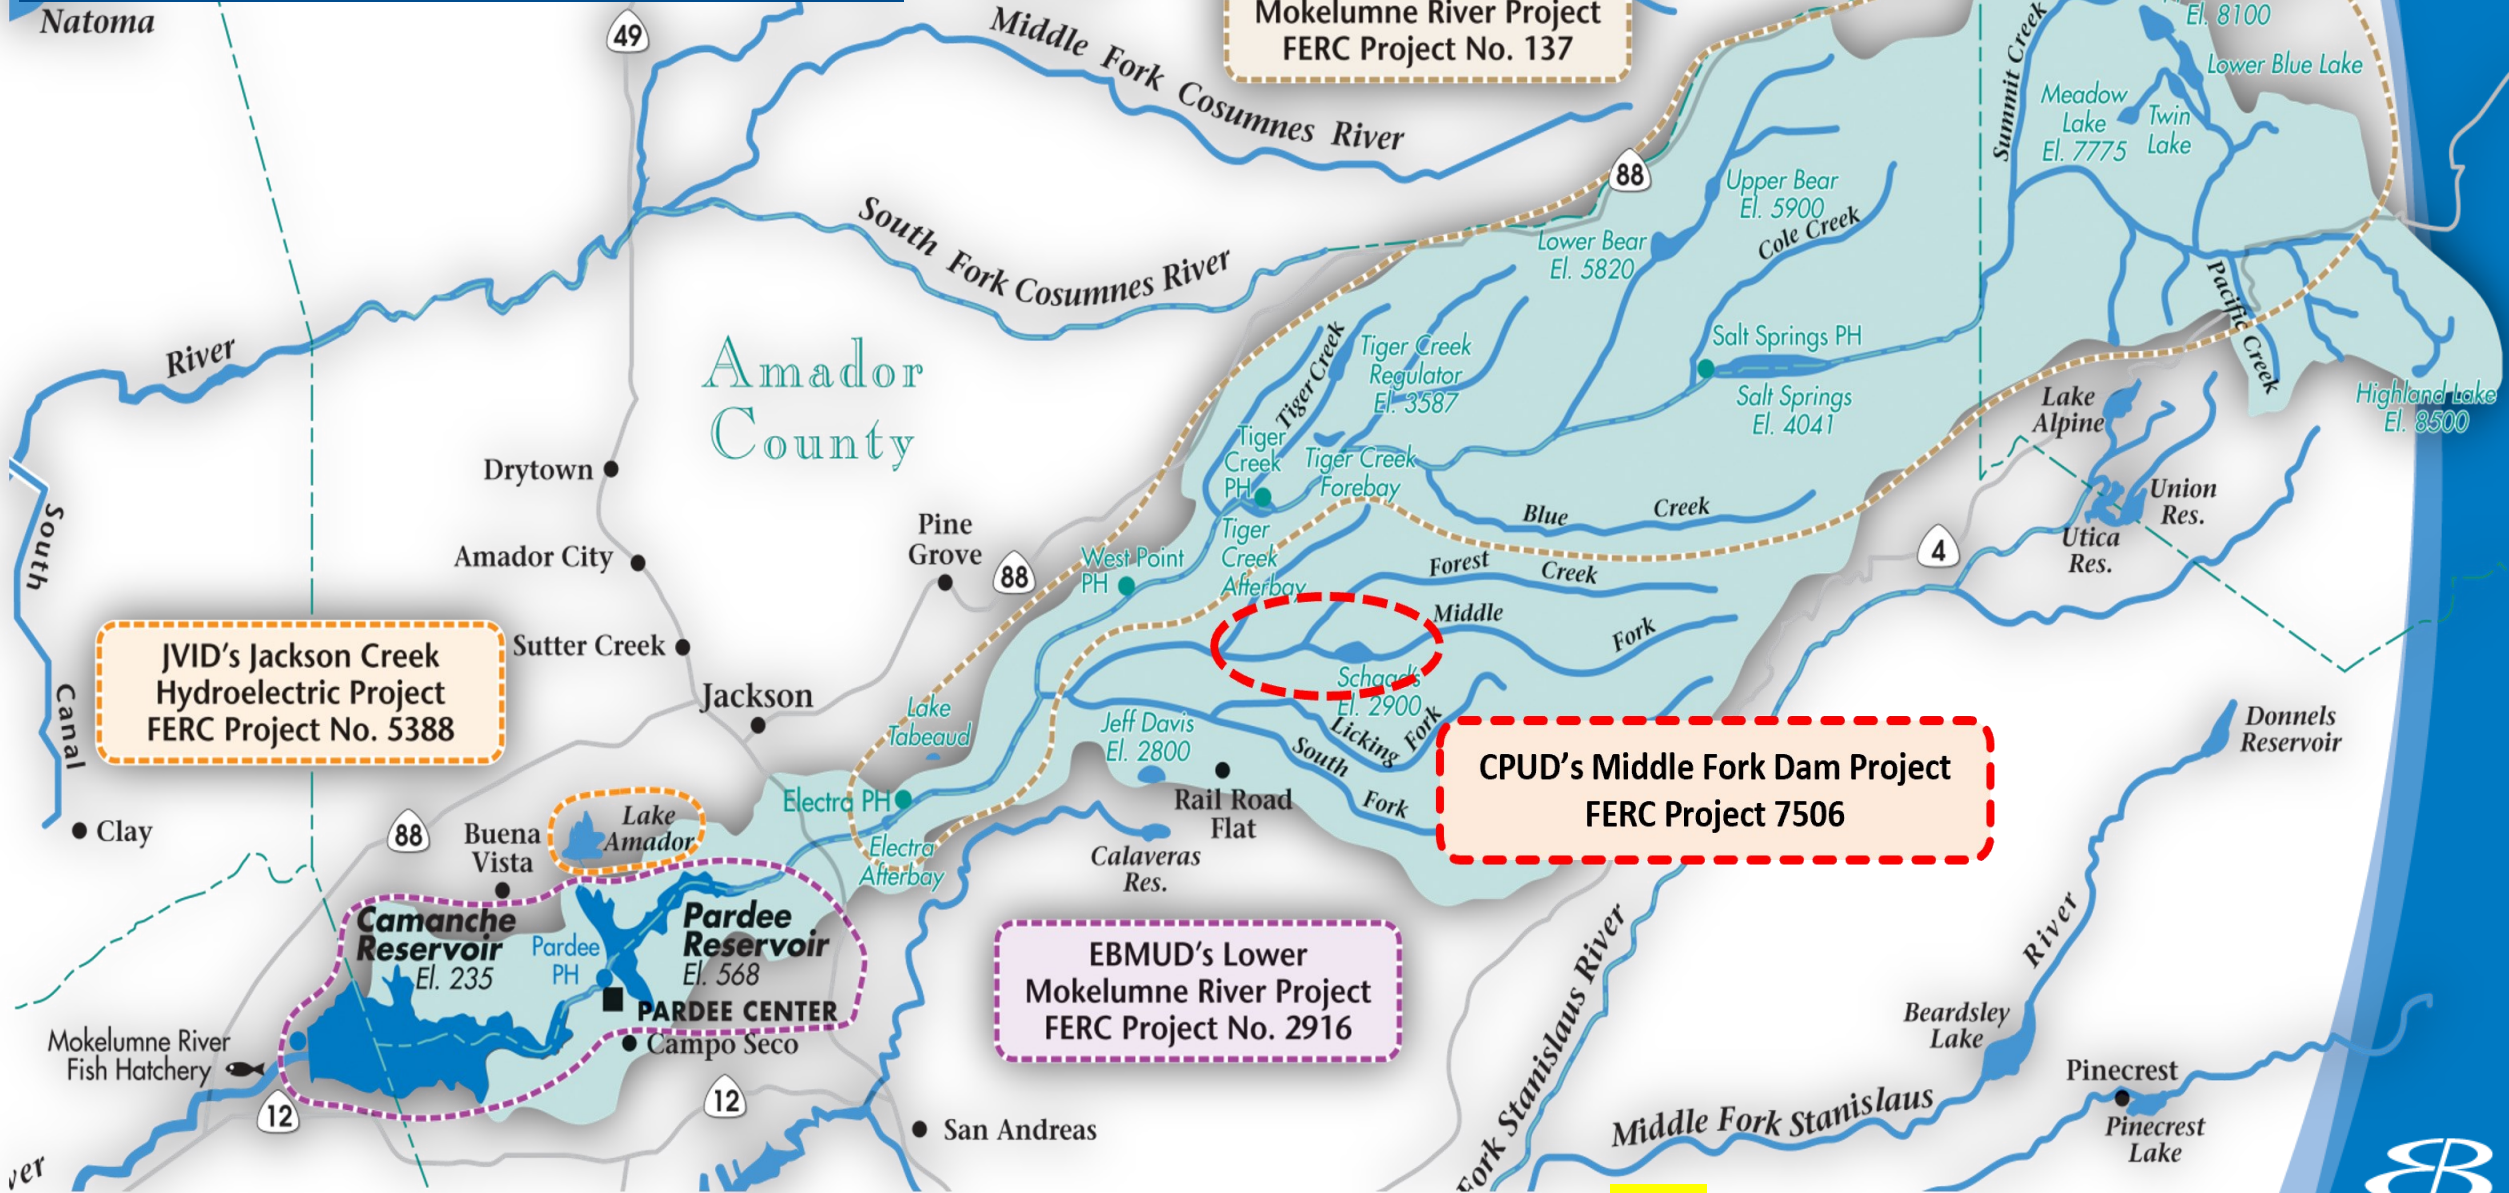 Natoma
49
Middle Fork Cosumnes River
Mokelumne River Project
FERC Project No. 137
El. 8100
Lower Blue Lake
Summit Creek
Meadow
Lake
El. 7775
Twin
Lake
88
Upper Bear
El. 5900
Cole Creek
Lower Bear
El. 5820
South Fork Cosumnes River
Pacific Creek
River
Amador
County
Tiger Creek
Tiger Creek
Regulator
El. 3587
Salt Springs PH
Salt Springs
El. 4041
Lake
Alpine
Highland Lake
El. 8500
Drytown
Tiger
Creek
PH
Tiger Creek
Forebay
Union
Res.
Utica
Res.
Blue Creek
South
Canal
Amador City
Pine
Grove
88
West Point
PH
Tiger
Creek
Afterbay
Forest Creek
4
Middle Fork
JVID's Jackson Creek
Hydroelectric Project
FERC Project No. 5388
Sutter Creek
Jackson
Schaad's
El. 2900
Lake
Tabeaud
Jeff Davis
El. 2800
Licking Fork
South Fork
CPUD's Middle Fork Dam Project
FERC Project 7506
Donnels
Reservoir
Clay
88
Buena
Vista
Lake
Amador
Electra PH
Rail Road
Flat
Electra
Afterbay
Calaveras
Res.
Camanche
Reservoir
El. 235
Pardee
PH
Pardee
Reservoir
El. 568
PARDEE CENTER
Campo Seco
EBMUD's Lower
Mokelumne River Project
FERC Project No. 2916
Fork Stanislaus River
River
Beardsley
Lake
Mokelumne River
Fish Hatchery
12
12
San Andreas
Middle Fork Stanislaus
Pinecrest
Pinecrest
Lake